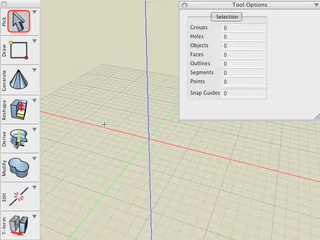 Tool Options
Pick
Selection
Groups 0
Holes 0
Objects 0
Faces 0
Outlines 0
Segments 0
Points 0
Snap Guides 0
Draw
Generate
Reshape
Derive
Modify
Edit
T-form